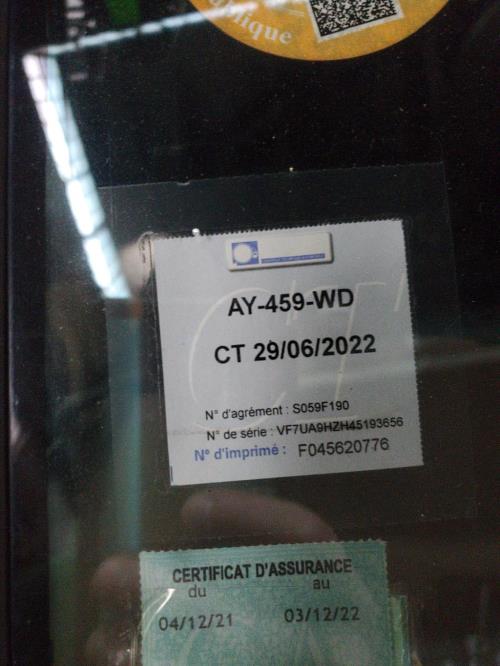 publique
AY-459-WD
CT 29/06/2022
N° d'agrément : S059F190
N° de série : VF7UA9HZH45193656
N° d'imprimé : F045620776
CERTIFICAT D'ASSURANCE
du au
04/12/21 03/12/22